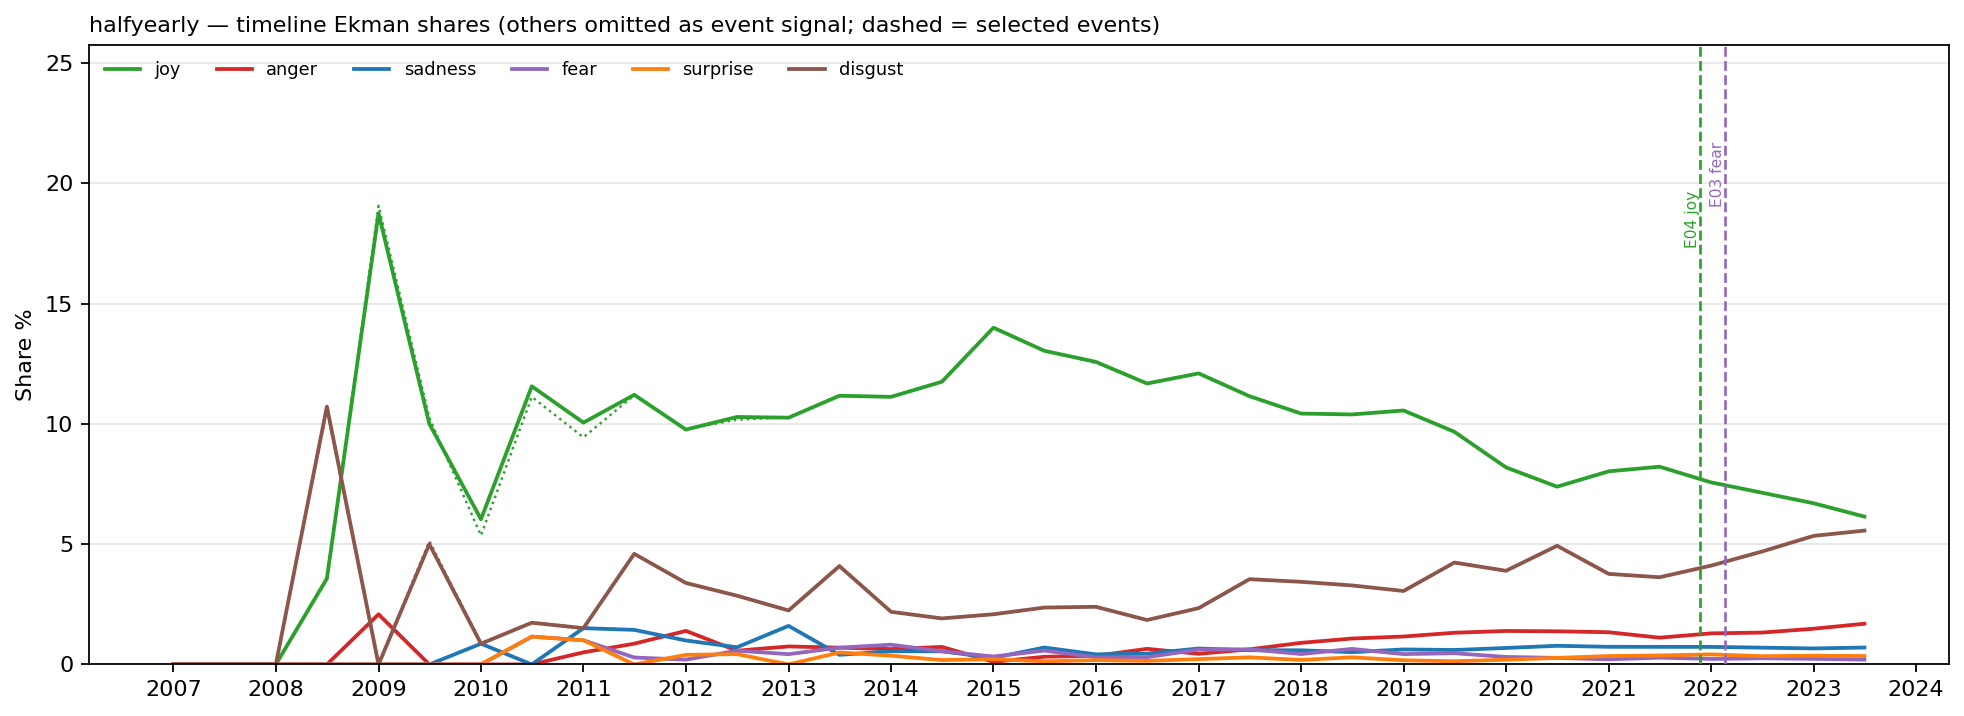 halfyearly — timeline Ekman shares (others omitted as event signal; dashed = selected events)
joy anger sadness fear surprise disgust
Share %
25
20
15
10
5
0
E04 joy
E03 fear
2007 2008 2009 2010 2011 2012 2013 2014 2015 2016 2017 2018 2019 2020 2021 2022 2023 2024